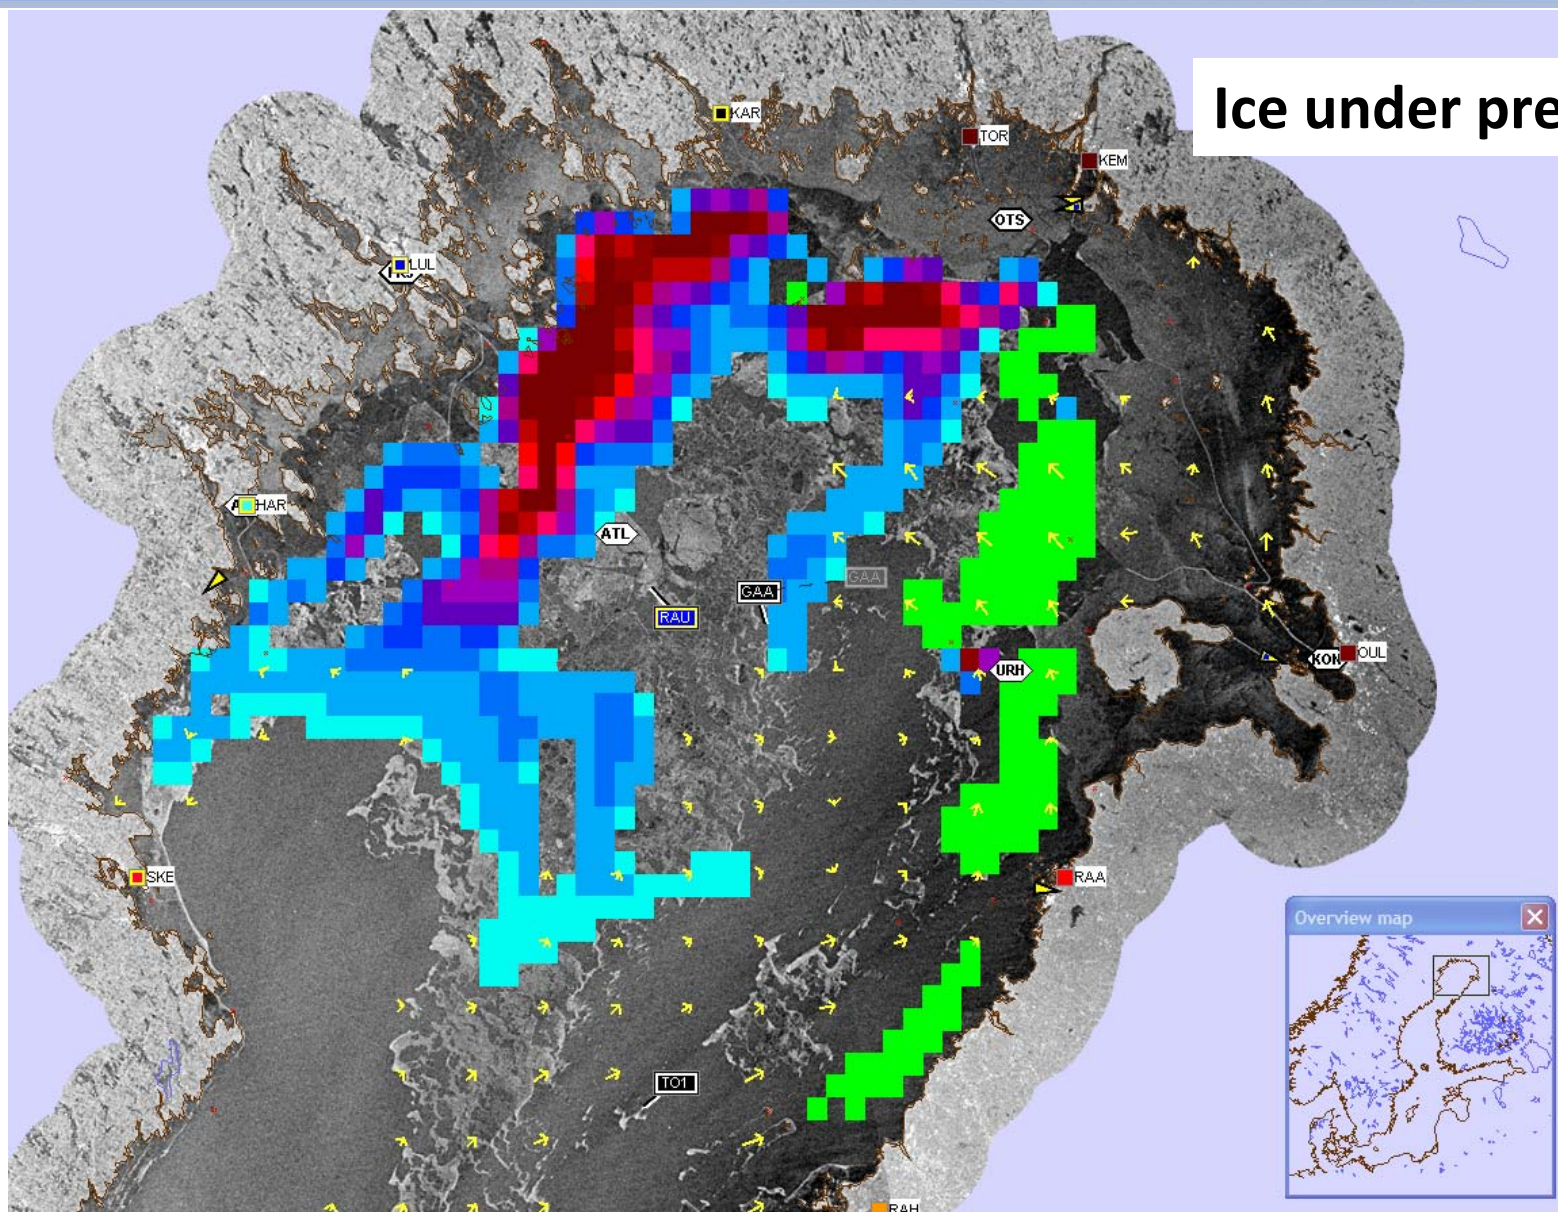 Ice under pre
KAR
TOR
KEM
OTS
LUL
HAR
ATL
GAA
GAA
RAU
URH
KOH
OUL
SKE
RAA
Overview map
TO1
RAH